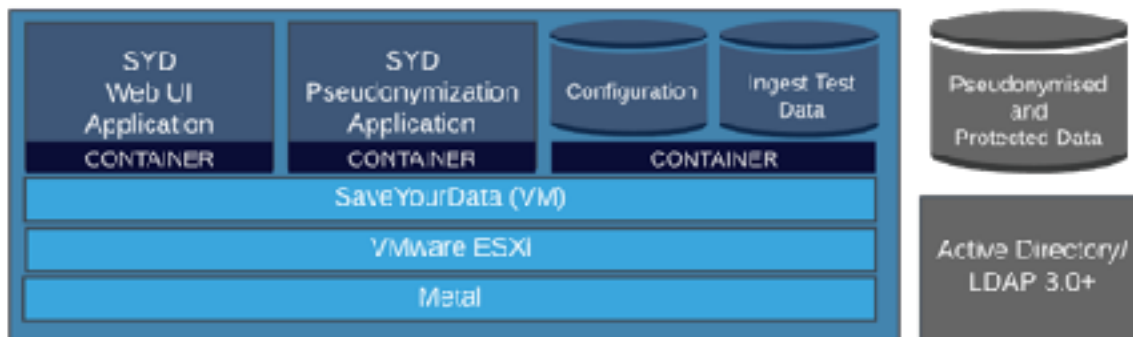 SYD
Web UI
Application
CONTAINER
SYD
Pseudonymization
Application
CONTAINER
Configuration
Ingest Test
Data
CONTAINER
SaveYourData (VM)
VMware ESXi
Metal
Pseudonymised
and
Protected Data
Active Directory/
LDAP 3.0+